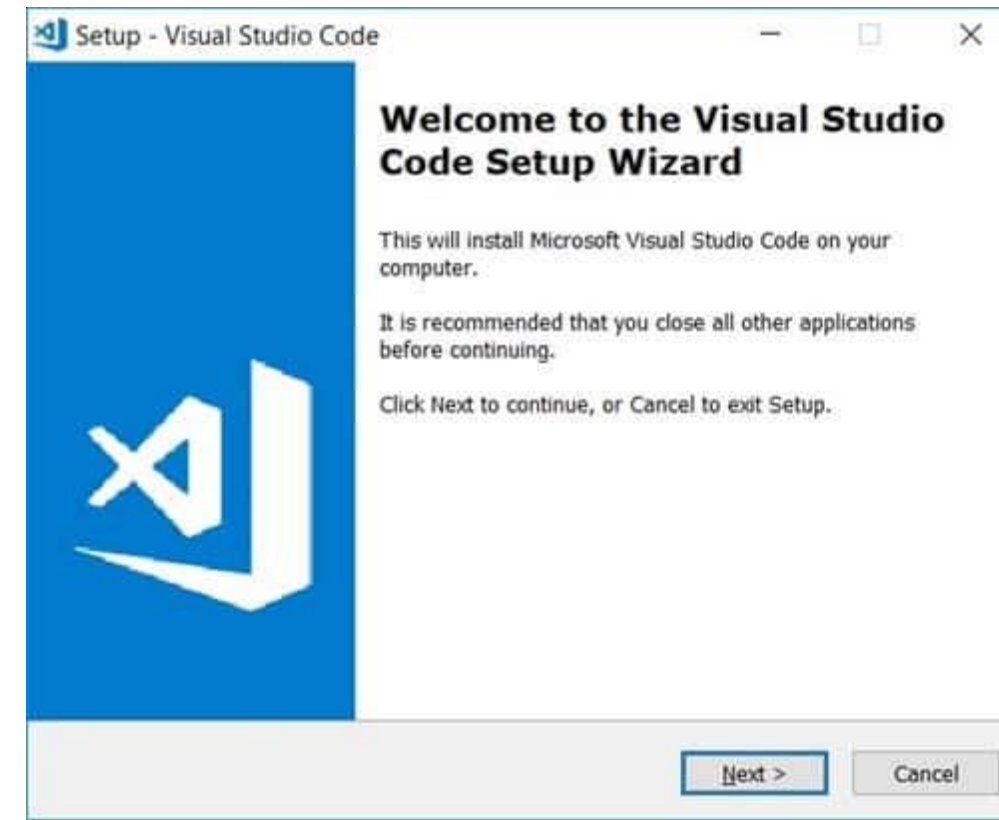 Setup - Visual Studio Code
Welcome to the Visual Studio
Code Setup Wizard
This will install Microsoft Visual Studio Code on your
computer.
It is recommended that you close all other applications
before continuing.
Click Next to continue, or Cancel to exit Setup.
Next >
Cancel